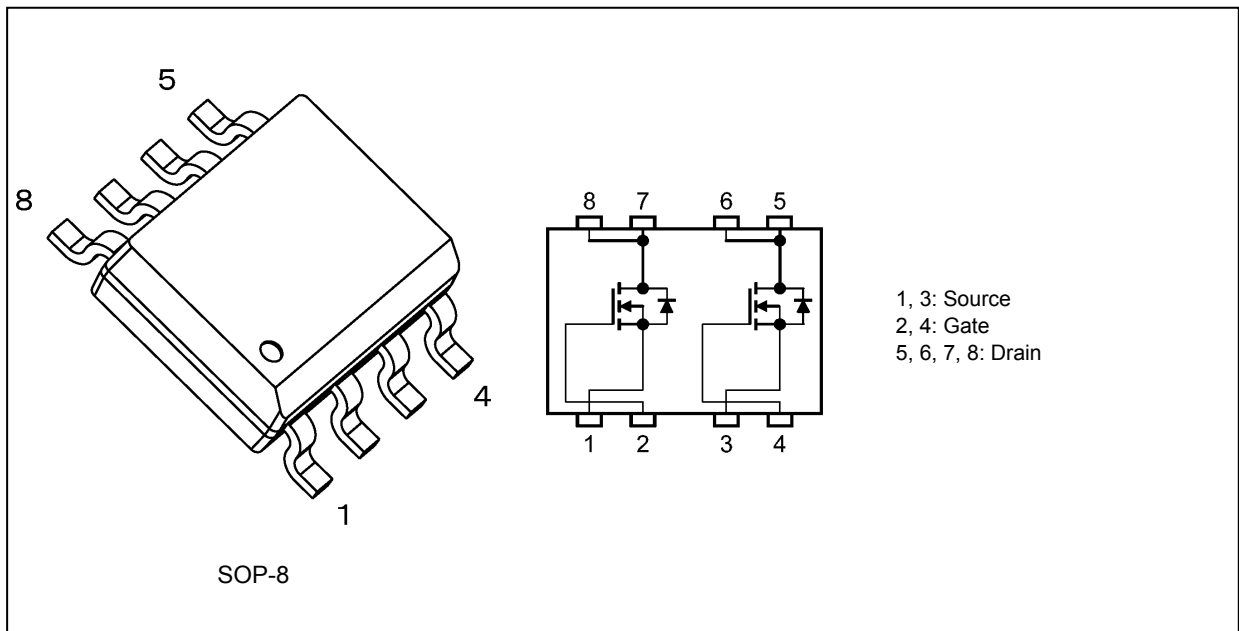 5
8
4
1
SOP-8
8 7 6 5
1 2 3 4
1, 3: Source
2, 4: Gate
5, 6, 7, 8: Drain